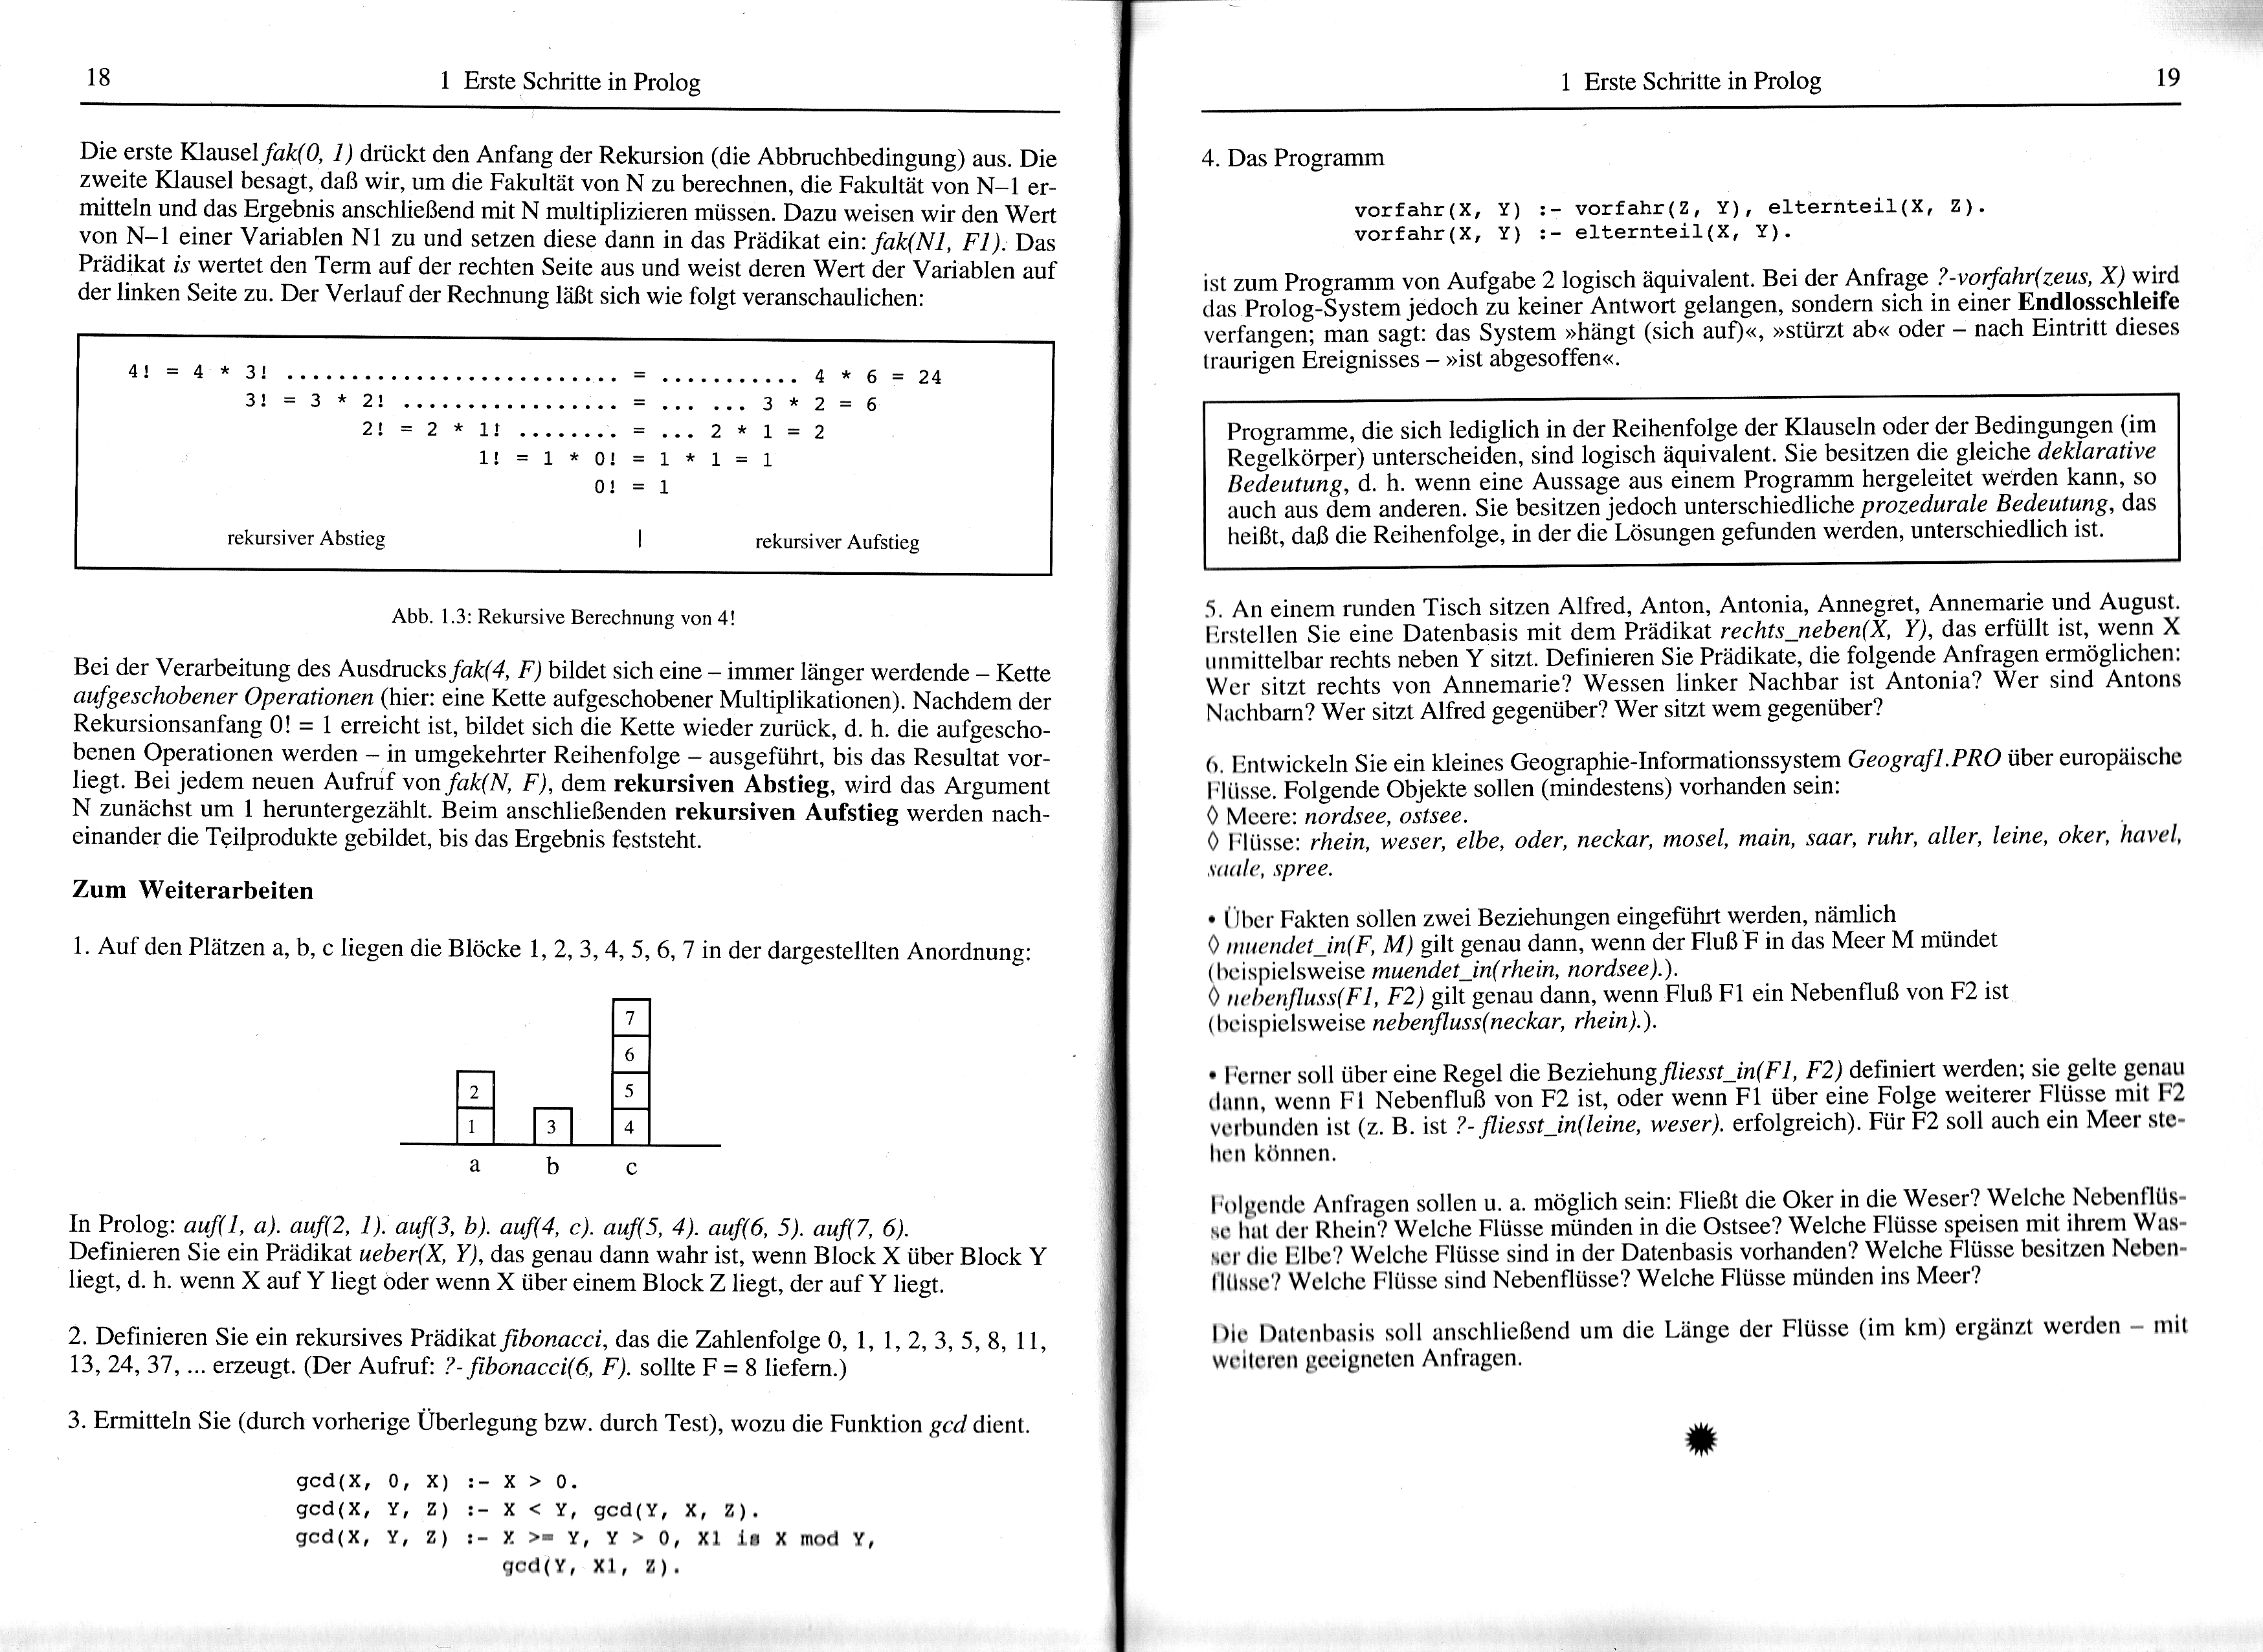 18
1 Erste Schritte in Prolog
Die erste Klausel fak(0, 1) drückt den Anfang der Rekursion (die Abbruchbedingung) aus. Die
zweite Klausel besagt, daß wir, um die Fakultät von N zu berechnen, die Fakultät von N–1 er-
mitteln und das Ergebnis anschließend mit N multiplizieren müssen. Dazu weisen wir den Wert
von N–1 einer Variablen N1 zu und setzen diese dann in das Prädikat ein: fak(N1, F1). Das
Prädikat is wertet den Term auf der rechten Seite aus und weist deren Wert der Variablen auf
der linken Seite zu. Der Verlauf der Rechnung läßt sich wie folgt veranschaulichen:
4! = 4 * 3! .......................... = ........... 4 * 6 = 24
3! = 3 * 2! ................. = ... ... 3 * 2 = 6
2! = 2 * 1! ........ = ... 2 * 1 = 2
1! = 1 * 0! = 1 * 1 = 1
0! = 1
rekursiver Abstieg | rekursiver Aufstieg
Abb. 1.3: Rekursive Berechnung von 4!
Bei der Verarbeitung des Ausdrucks fak(4, F) bildet sich eine – immer länger werdende – Kette
aufgeschobener Operationen (hier: eine Kette aufgeschobener Multiplikationen). Nachdem der
Rekursionsanfang 0! = 1 erreicht ist, bildet sich die Kette wieder zurück, d. h. die aufgescho-
benen Operationen werden – in umgekehrter Reihenfolge – ausgeführt, bis das Resultat vor-
liegt. Bei jedem neuen Aufruf von fak(N, F), dem rekursiven Abstieg, wird das Argument
N zunächst um 1 heruntergezählt. Beim anschließenden rekursiven Aufstieg werden nach-
einander die Teilprodukte gebildet, bis das Ergebnis feststeht.
Zum Weiterarbeiten
1. Auf den Plätzen a, b, c liegen die Blöcke 1, 2, 3, 4, 5, 6, 7 in der dargestellten Anordnung:
7
6
2 5
1 3 4
a b c
In Prolog: auf(1, a). auf(2, 1). auf(3, b). auf(4, c). auf(5, 4). auf(6, 5). auf(7, 6).
Definieren Sie ein Prädikat ueber(X, Y), das genau dann wahr ist, wenn Block X über Block Y
liegt, d. h. wenn X auf Y liegt oder wenn X über einem Block Z liegt, der auf Y liegt.
2. Definieren Sie ein rekursives Prädikat fibonacci, das die Zahlenfolge 0, 1, 1, 2, 3, 5, 8, 11,
13, 24, 37, ... erzeugt. (Der Aufruf: ?- fibonacci(6, F). sollte F = 8 liefern.)
3. Ermitteln Sie (durch vorherige Überlegung bzw. durch Test), wozu die Funktion gcd dient.
gcd(X, 0, X) :- X > 0.
gcd(X, Y, Z) :- X < Y, gcd(Y, X, Z).
gcd(X, Y, Z) :- X >= Y, Y > 0, X1 is X mod Y,
gcd(Y, X1, Z).
1 Erste Schritte in Prolog
19
4. Das Programm
vorfahr(X, Y) :- vorfahr(Z, Y), elternteil(X, Z).
vorfahr(X, Y) :- elternteil(X, Y).
ist zum Programm von Aufgabe 2 logisch äquivalent. Bei der Anfrage ?-vorfahr(zeus, X) wird
das Prolog-System jedoch zu keiner Antwort gelangen, sondern sich in einer Endlosschleife
verfangen; man sagt: das System »hängt (sich auf)«, »stürzt ab« oder – nach Eintritt dieses
traurigen Ereignisses – »ist abgesoffen«.
Programme, die sich lediglich in der Reihenfolge der Klauseln oder der Bedingungen (im
Regelkörper) unterscheiden, sind logisch äquivalent. Sie besitzen die gleiche deklarative
Bedeutung, d. h. wenn eine Aussage aus einem Programm hergeleitet werden kann, so
auch aus dem anderen. Sie besitzen jedoch unterschiedliche prozedurale Bedeutung, das
heißt, daß die Reihenfolge, in der die Lösungen gefunden werden, unterschiedlich ist.
5. An einem runden Tisch sitzen Alfred, Anton, Antonia, Annegret, Annemarie und August.
Erstellen Sie eine Datenbasis mit dem Prädikat rechts_neben(X, Y), das erfüllt ist, wenn X
unmittelbar rechts neben Y sitzt. Definieren Sie Prädikate, die folgende Anfragen ermöglichen:
Wer sitzt rechts von Annemarie? Wessen linker Nachbar ist Antonia? Wer sind Antons
Nachbarn? Wer sitzt Alfred gegenüber? Wer sitzt wem gegenüber?
6. Entwickeln Sie ein kleines Geographie-Informationssystem Geograf1.PRO über europäische
Flüsse. Folgende Objekte sollen (mindestens) vorhanden sein:
◊ Meere: nordsee, ostsee.
◊ Flüsse: rhein, weser, elbe, oder, neckar, mosel, main, saar, ruhr, aller, leine, oker, havel,
saale, spree.
• Über Fakten sollen zwei Beziehungen eingeführt werden, nämlich
◊ muendet_in(F, M) gilt genau dann, wenn der Fluß F in das Meer M mündet
(beispielsweise muendet_in(rhein, nordsee).).
◊ nebenfluss(F1, F2) gilt genau dann, wenn Fluß F1 ein Nebenfluß von F2 ist
(beispielsweise nebenfluss(neckar, rhein).).
• Ferner soll über eine Regel die Beziehung fliesst_in(F1, F2) definiert werden; sie gelte genau
dann, wenn F1 Nebenfluß von F2 ist, oder wenn F1 über eine Folge weiterer Flüsse mit F2
verbunden ist (z. B. ist ?- fliesst_in(leine, weser). erfolgreich). Für F2 soll auch ein Meer ste-
hen können.
Folgende Anfragen sollen u. a. möglich sein: Fließt die Oker in die Weser? Welche Nebenflüs-
se hat der Rhein? Welche Flüsse münden in die Ostsee? Welche Flüsse speisen mit ihrem Was-
ser die Elbe? Welche Flüsse sind in der Datenbasis vorhanden? Welche Flüsse besitzen Neben-
flüsse? Welche Flüsse sind Nebenflüsse? Welche Flüsse münden ins Meer?
Die Datenbasis soll anschließend um die Länge der Flüsse (im km) ergänzt werden – mit
weiteren geeigneten Anfragen.